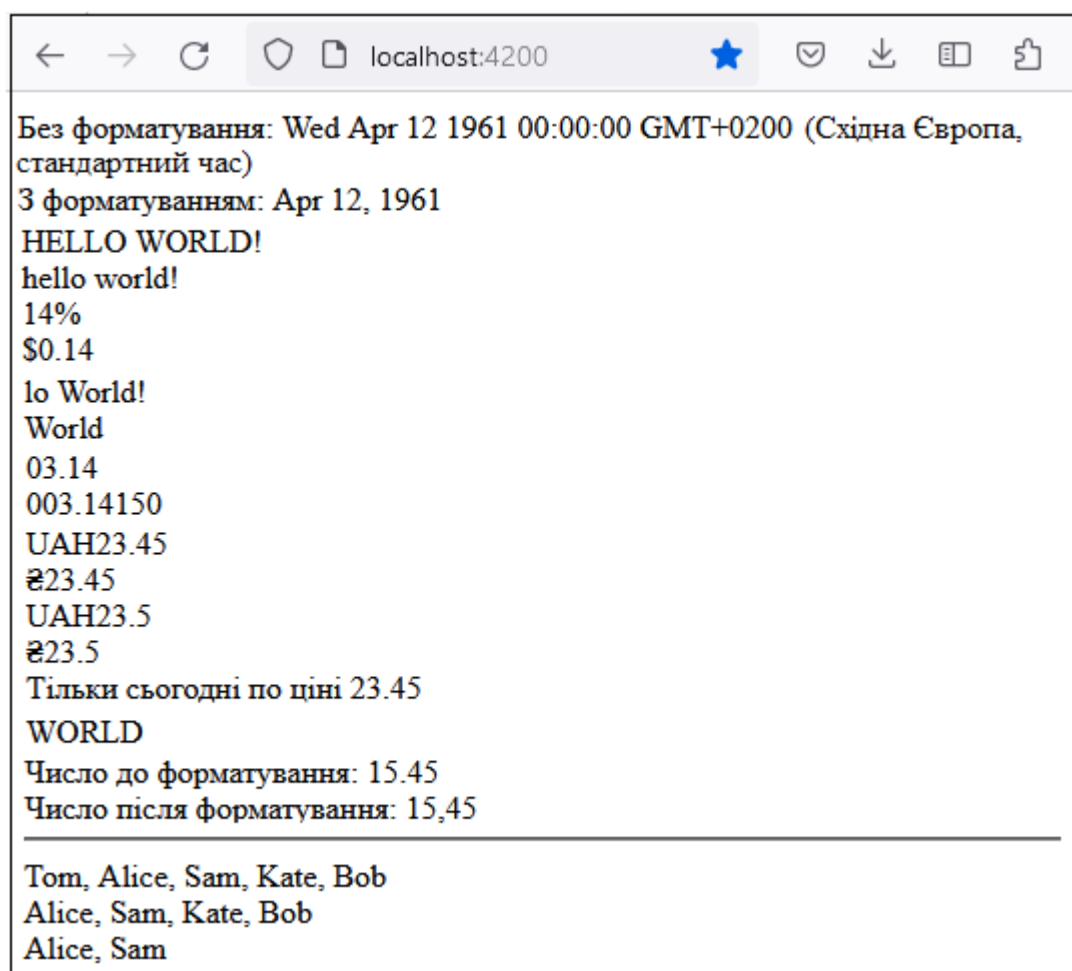 localhost:4200
Без форматування: Wed Apr 12 1961 00:00:00 GMT+0200 (Східна Європа,
стандартний час)
З форматуванням: Apr 12, 1961
HELLO WORLD!
hello world!
14%
$0.14
lo World!
World
03.14
003.14150
UAH23.45
₴23.45
UAH23.5
₴23.5
Тільки сьогодні по ціні 23.45
WORLD
Число до форматування: 15.45
Число після форматування: 15,45
Tom, Alice, Sam, Kate, Bob
Alice, Sam, Kate, Bob
Alice, Sam